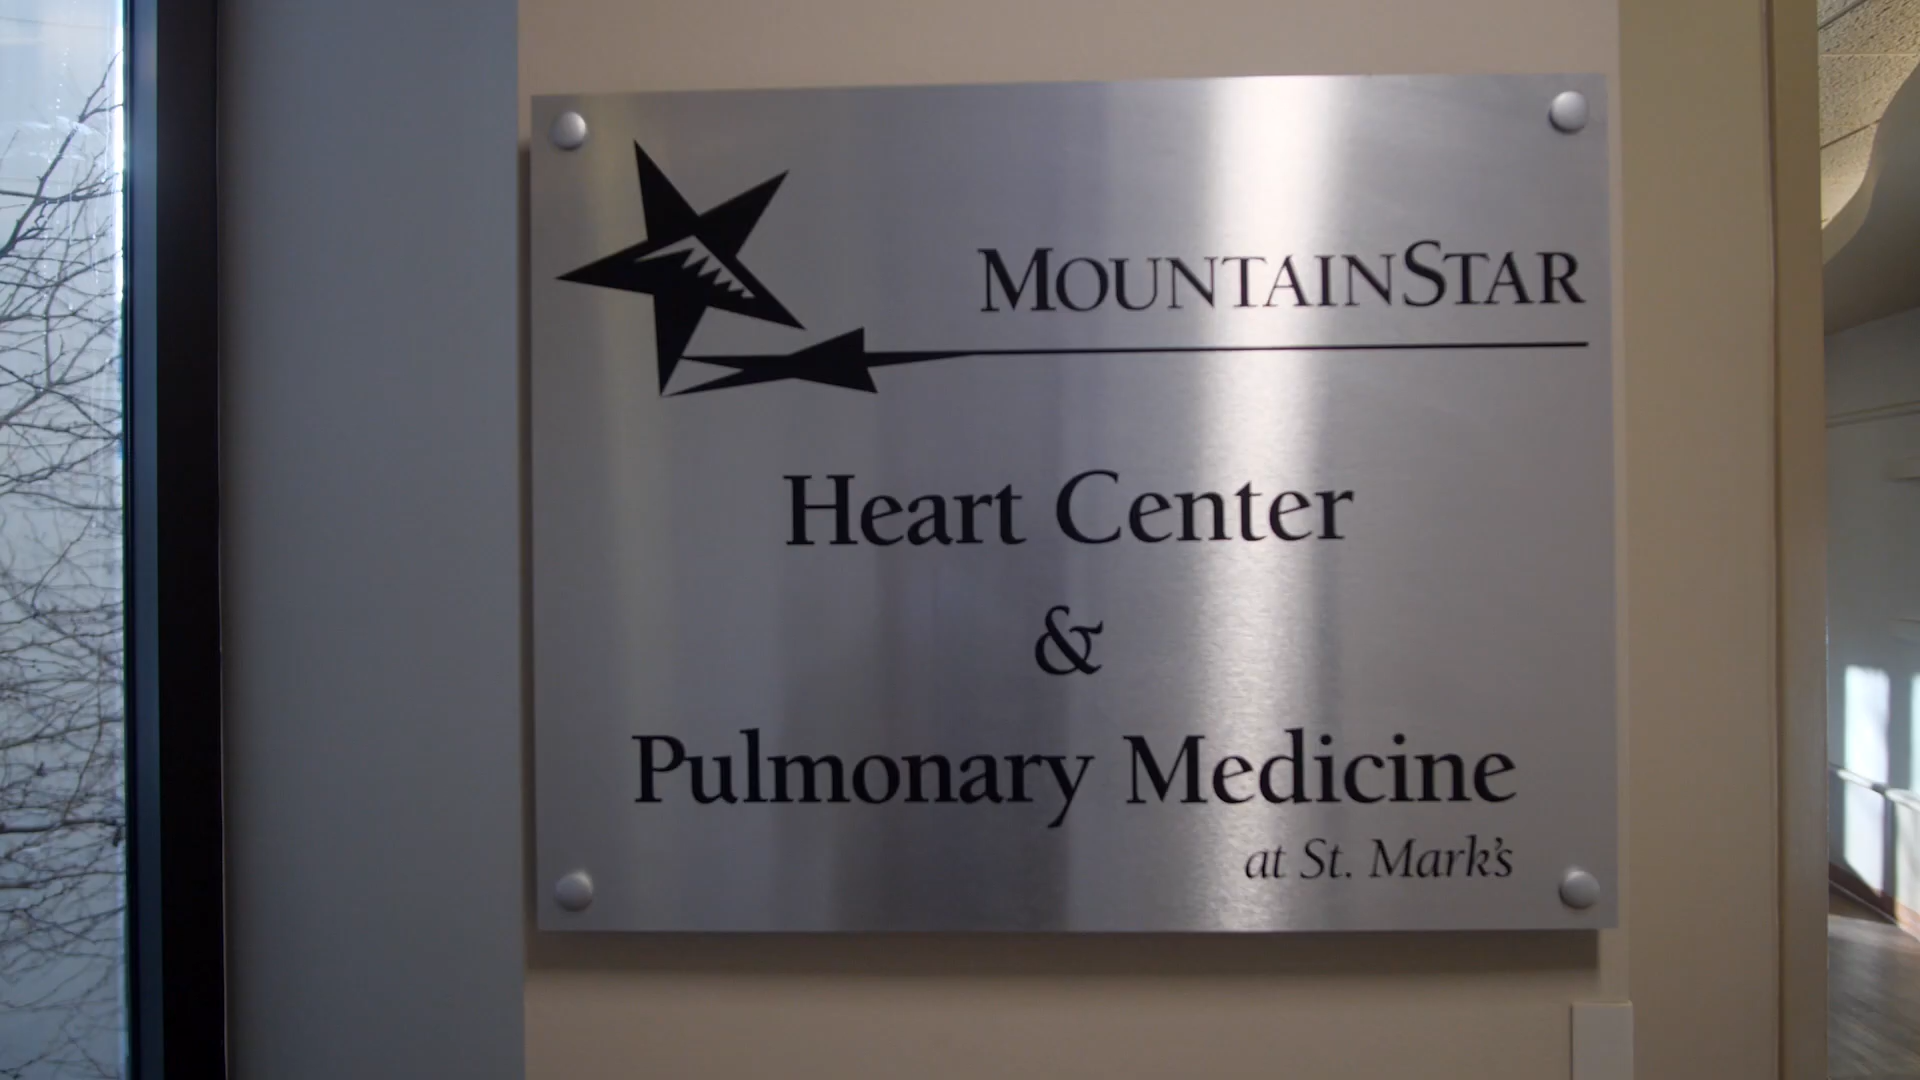 MOUNTAINSTAR
Heart Center
&
Pulmonary Medicine
at St. Mark's